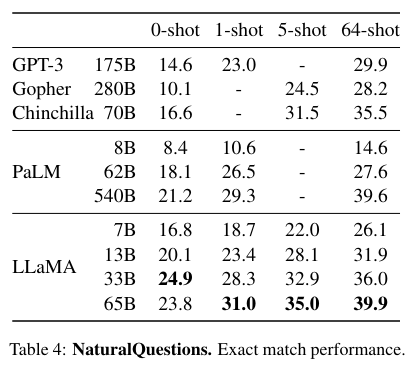 0-shot 1-shot 5-shot 64-shot
GPT-3 175B 14.6 23.0 - 29.9
Gopher 280B 10.1 - 24.5 28.2
Chinchilla 70B 16.6 - 31.5 35.5
8B 8.4 10.6 - 14.6
PaLM 62B 18.1 26.5 - 27.6
540B 21.2 29.3 - 39.6
7B 16.8 18.7 22.0 26.1
13B 20.1 23.4 28.1 31.9
LLaMA
33B 24.9 28.3 32.9 36.0
65B 23.8 31.0 35.0 39.9
Table 4: NaturalQuestions. Exact match performance.